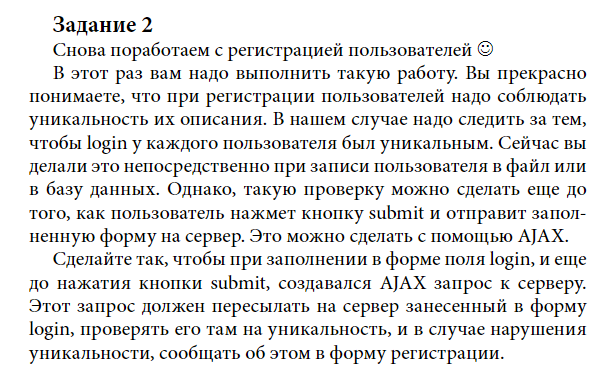 Задание 2
Снова поработаем с регистрацией пользователей ☺
В этот раз вам надо выполнить такую работу. Вы прекрасно
понимаете, что при регистрации пользователей надо соблюдать
уникальность их описания. В нашем случае надо следить за тем,
чтобы login у каждого пользователя был уникальным. Сейчас вы
делали это непосредственно при записи пользователя в файл или
в базу данных. Однако, такую проверку можно сделать еще до
того, как пользователь нажмет кнопку submit и отправит запол-
ненную форму на сервер. Это можно сделать с помощью AJAX.
Сделайте так, чтобы при заполнении в форме поля login, и еще
до нажатия кнопки submit, создавался AJAX запрос к серверу.
Этот запрос должен пересылать на сервер занесенный в форму
login, проверять его там на уникальность, и в случае нарушения
уникальности, сообщать об этом в форму регистрации.